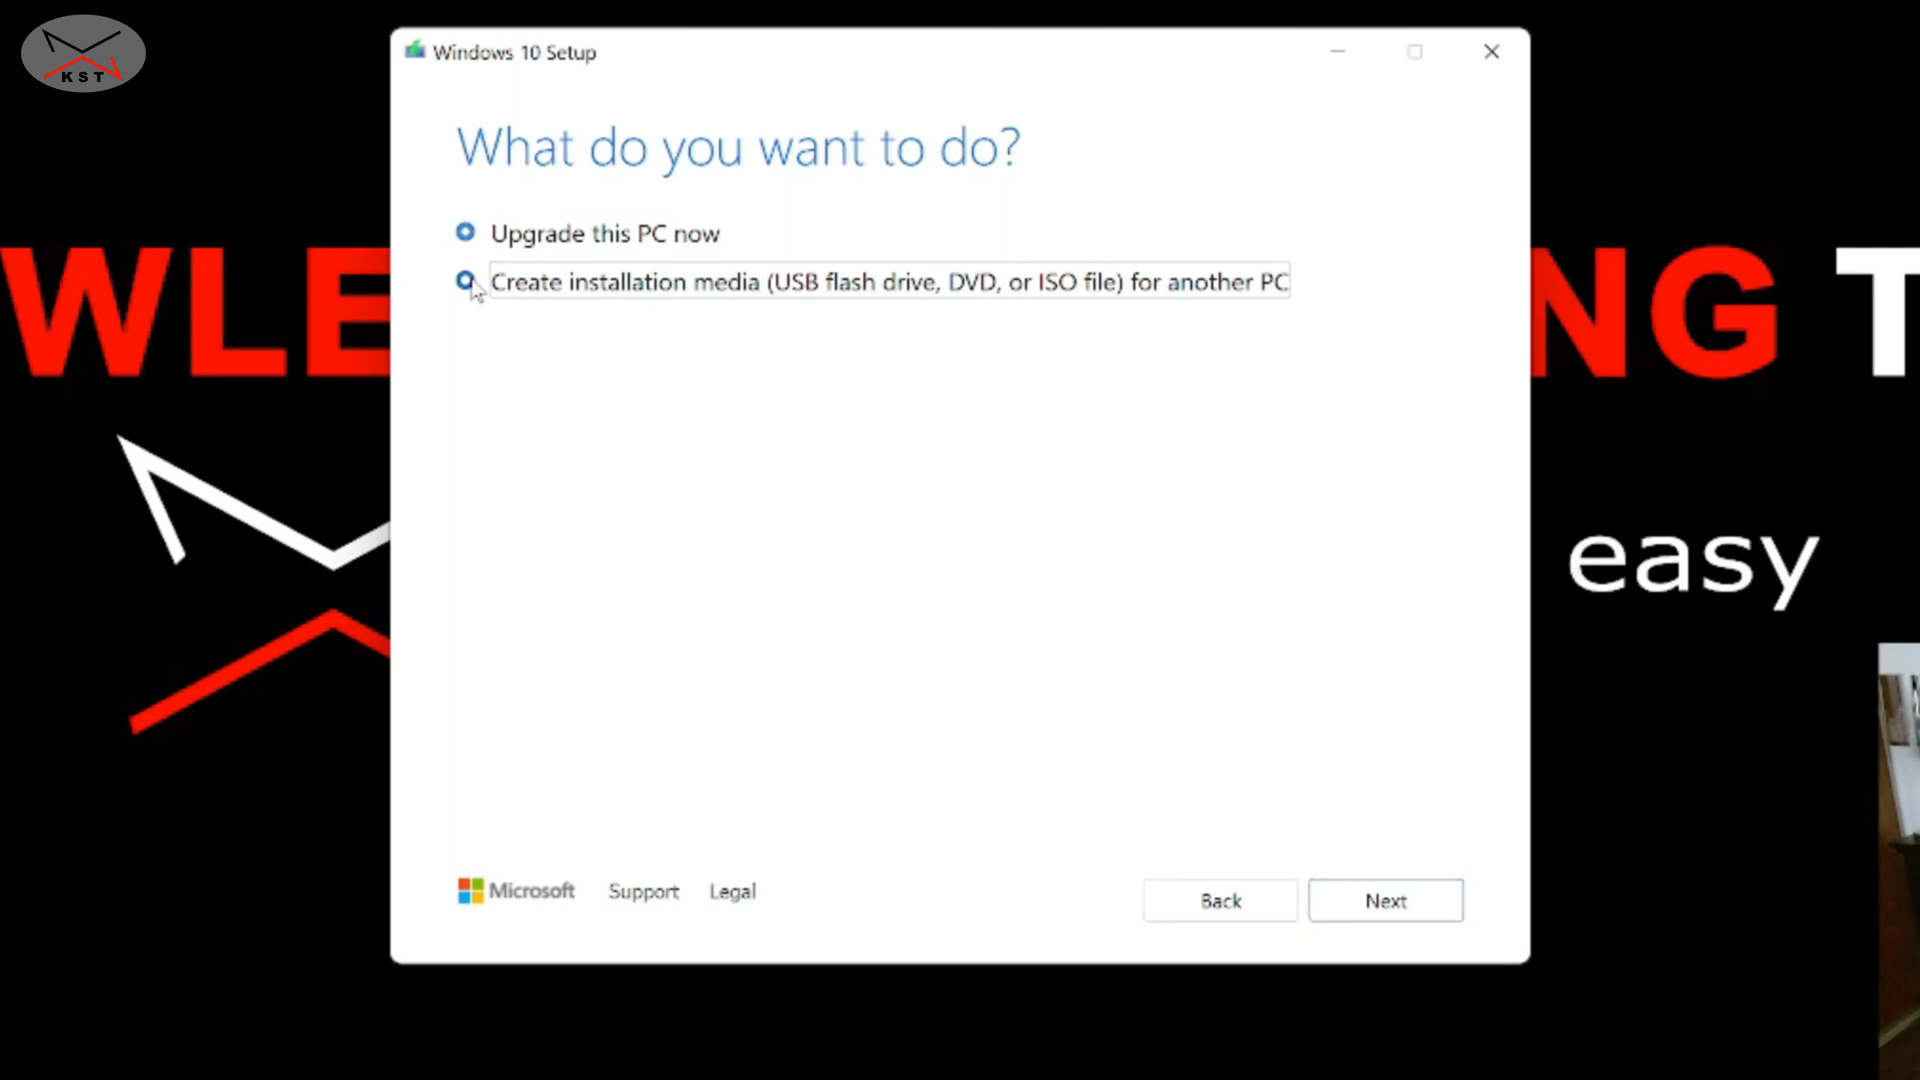 KST
Windows 10 Setup
What do you want to do?
Upgrade this PC now
Create installation media (USB flash drive, DVD, or ISO file) for another PC
WLE
NG T
easy
Microsoft
Support
Legal
Back
Next